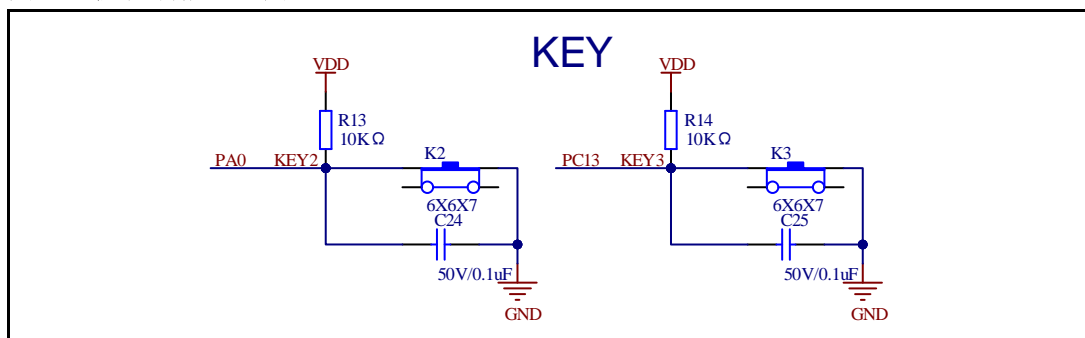 KEY
VDD
R13
10KΩ
PA0
KEY2
K2
6X6X7
C24
50V/0.1uF
GND
VDD
R14
10KΩ
PC13
KEY3
K3
6X6X7
C25
50V/0.1uF
GND